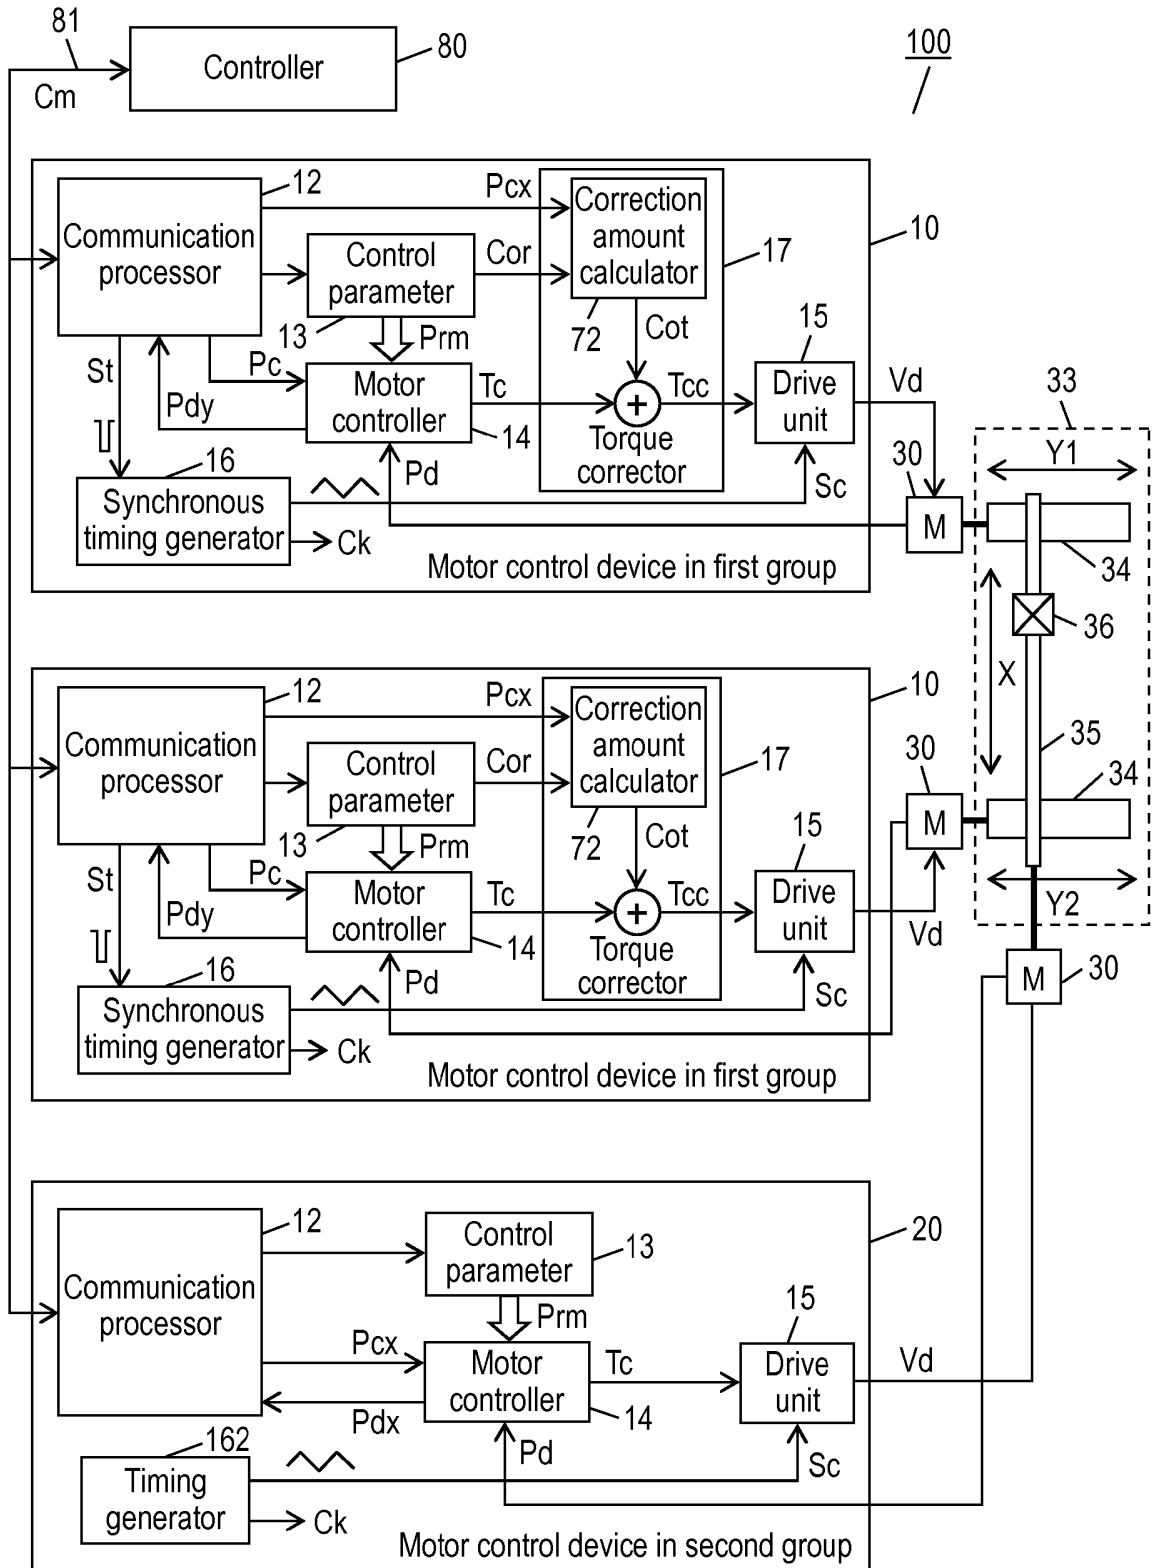 81
Controller
80
Cm
100
12
Pcx
Communication
processor
Control
parameter
13
Cor
Correction
amount
calculator
72
17
10
St
Pc
Pdy
Prm
Motor
controller
14
Tc
Cot
+
Tcc
Torque
corrector
15
Drive
unit
Vd
16
Synchronous
timing generator
Ck
Pd
Sc
Motor control device in first group
30
M
33
Y1
34
36
X
35
34
Y2
12
Pcx
Communication
processor
Control
parameter
13
Cor
Correction
amount
calculator
72
17
10
St
Pc
Pdy
Prm
Motor
controller
14
Tc
Cot
+
Tcc
Torque
corrector
15
Drive
unit
Vd
16
Synchronous
timing generator
Ck
Pd
Sc
Motor control device in first group
30
M
M
30
12
Communication
processor
Control
parameter
13
20
Prm
Pcx
Pdx
Motor
controller
14
Tc
15
Drive
unit
Vd
162
Timing
generator
Ck
Pd
Sc
Motor control device in second group